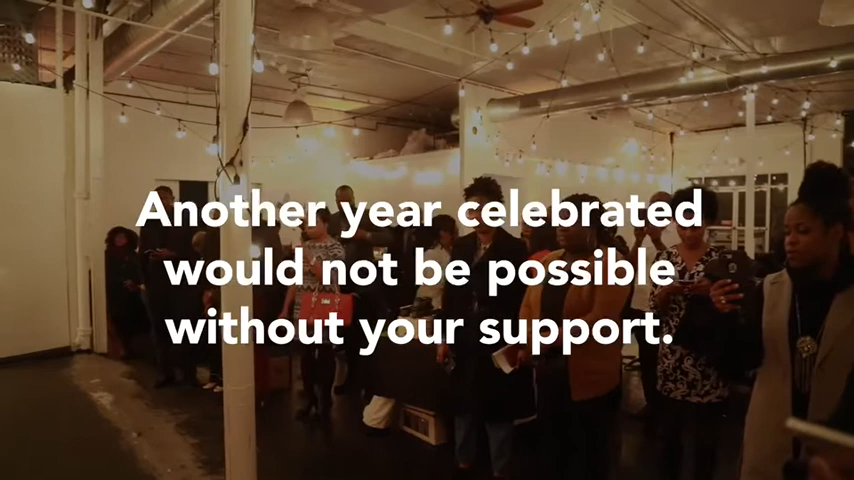 Another year celebrated
would not be possible
without your support.